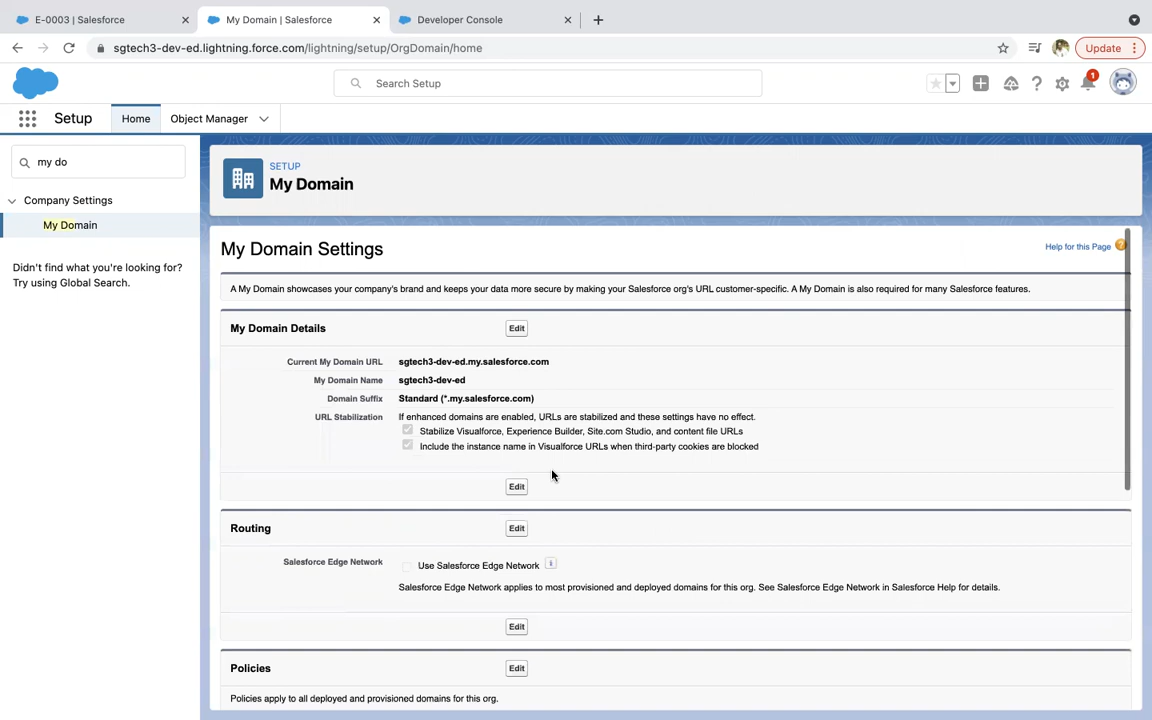 E-0003 | Salesforce
My Domain | Salesforce
Developer Console
sgtech3-dev-ed.lightning.force.com/lightning/setup/OrgDomain/home
Update
Search Setup
1
Setup
Home
Object Manager
my do
Company Settings
My Domain
Didn't find what you're looking for?
Try using Global Search.
SETUP
My Domain
My Domain Settings
Help for this Page
A My Domain showcases your company's brand and keeps your data more secure by making your Salesforce org's URL customer-specific. A My Domain is also required for many Salesforce features.
My Domain Details
Edit
Current My Domain URL sgtech3-dev-ed.my.salesforce.com
My Domain Name sgtech3-dev-ed
Domain Suffix Standard (*.my.salesforce.com)
URL Stabilization If enhanced domains are enabled, URLs are stabilized and these settings have no effect.
Stabilize Visualforce, Experience Builder, Site.com Studio, and content file URLs
Include the instance name in Visualforce URLs when third-party cookies are blocked
Edit
Routing
Edit
Salesforce Edge Network Use Salesforce Edge Network i
Salesforce Edge Network applies to most provisioned and deployed domains for this org. See Salesforce Edge Network in Salesforce Help for details.
Edit
Policies
Edit
Policies apply to all deployed and provisioned domains for this org.